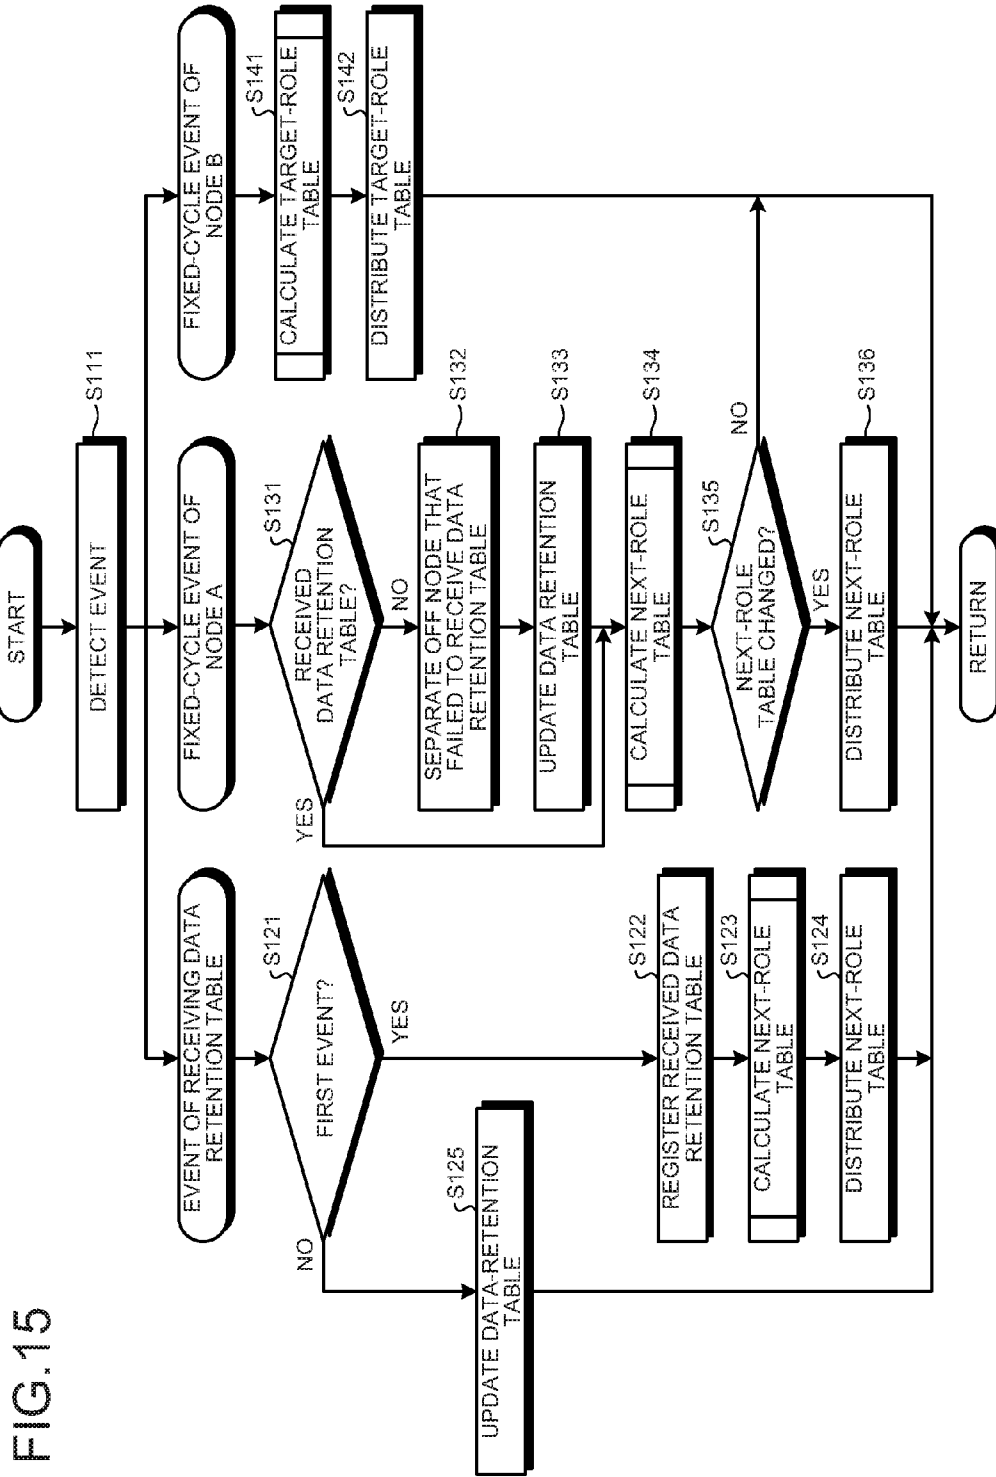 FIG.15
START
DETECT EVENT
S111
EVENT OF RECEIVING DATA
RETENTION TABLE
FIRST EVENT?
S121
NO
YES
UPDATE DATA-RETENTION
TABLE
S125
REGISTER RECEIVED DATA
RETENTION TABLE
S122
CALCULATE NEXT-ROLE
TABLE
S123
DISTRIBUTE NEXT-ROLE
TABLE
S124
FIXED-CYCLE EVENT OF
NODE A
RECEIVED
DATA RETENTION
TABLE?
S131
YES
NO
SEPARATE OFF NODE THAT
FAILED TO RECEIVE DATA
RETENTION TABLE
S132
UPDATE DATA RETENTION
TABLE
S133
CALCULATE NEXT-ROLE
TABLE
S134
NEXT-ROLE
TABLE CHANGED?
S135
NO
YES
DISTRIBUTE NEXT-ROLE
TABLE
S136
FIXED-CYCLE EVENT OF
NODE B
CALCULATE TARGET-ROLE
TABLE
S141
DISTRIBUTE TARGET-ROLE
TABLE
S142
RETURN